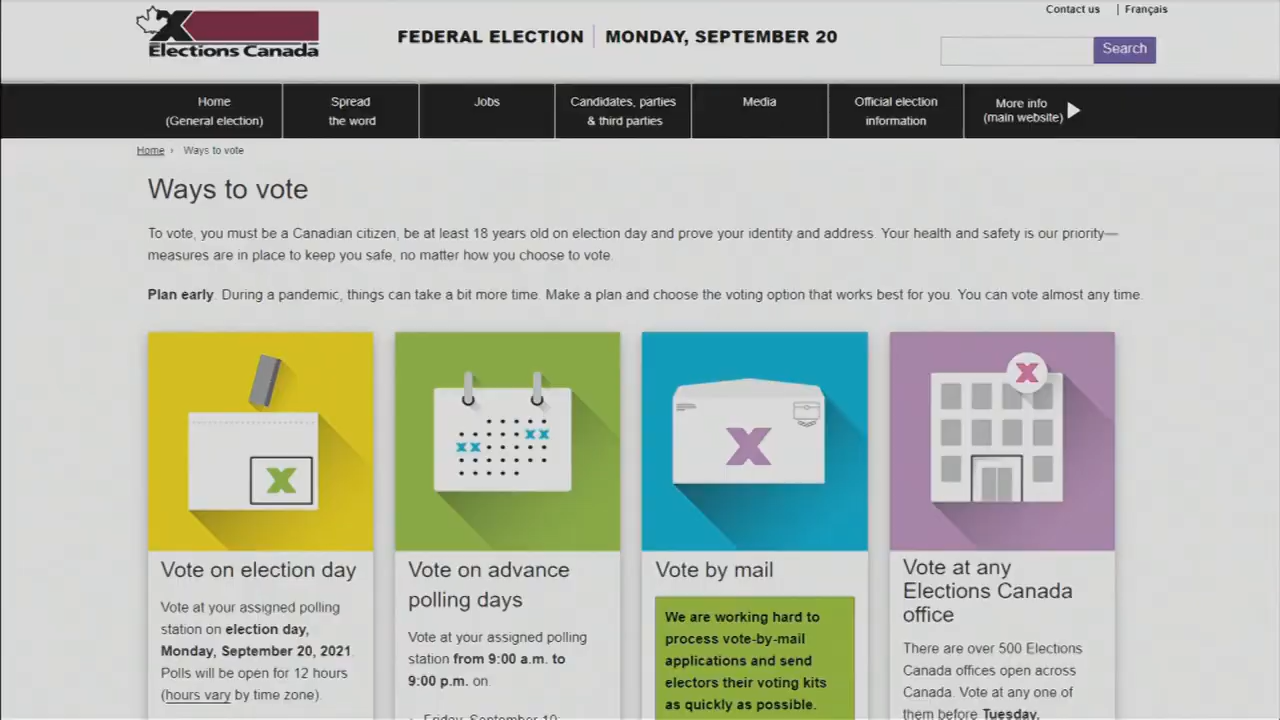 Contact us | Français
Elections Canada
FEDERAL ELECTION | MONDAY, SEPTEMBER 20
Search
Home
(General election)
Spread
the word
Jobs
Candidates, parties
& third parties
Media
Official election
information
More info
(main website)
Home › Ways to vote
Ways to vote
To vote, you must be a Canadian citizen, be at least 18 years old on election day and prove your identity and address. Your health and safety is our priority—
measures are in place to keep you safe, no matter how you choose to vote.
Plan early. During a pandemic, things can take a bit more time. Make a plan and choose the voting option that works best for you. You can vote almost any time.
Vote on election day
Vote at your assigned polling
station on election day,
Monday, September 20, 2021.
Polls will be open for 12 hours
(hours vary by time zone).
Vote on advance
polling days
Vote at your assigned polling
station from 9:00 a.m. to
9:00 p.m. on:
Friday, September 10
Vote by mail
We are working hard to
process vote-by-mail
applications and send
electors their voting kits
as quickly as possible.
Vote at any
Elections Canada
office
There are over 500 Elections
Canada offices open across
Canada. Vote at any one of
them before Tuesday,